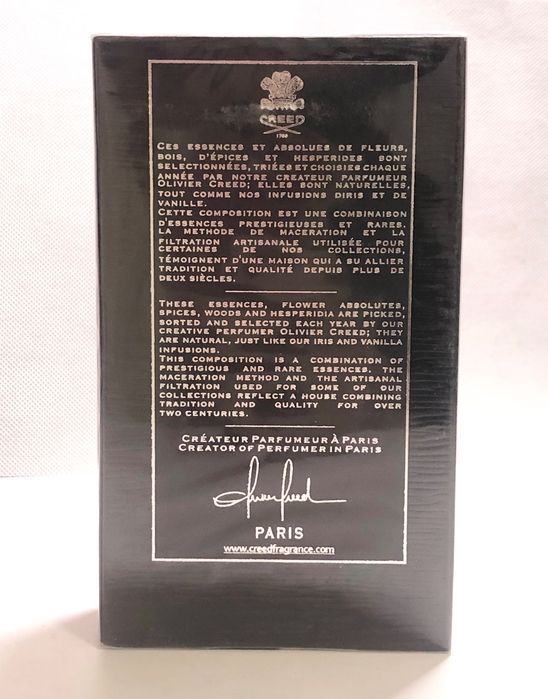 CREED
1760
CES ESSENCES ET ABSOLUES DE FLEURS,
BOIS, D'ÉPICES ET HESPERIDES SONT
SELECTIONNÉES, TRIÉES ET CHOISIES CHAQUE
ANNÉE PAR NOTRE CREATEUR PARFUMEUR
OLIVIER CREED; ELLES SONT NATURELLES,
TOUT COMME NOS INFUSIONS DIRIS ET DE
VANILLE.
CETTE COMPOSITION EST UNE COMBINAISON
D'ESSENCES PRESTIGIEUSES ET RARES.
LA METHODE DE MACERATION ET LA
FILTRATION ARTISANALE UTILISÉE POUR
CERTAINES DE NOS COLLECTIONS,
TÉMOIGNENT D'UNE MAISON QUI A SU ALLIER
TRADITION ET QUALITÉ DEPUIS PLUS DE
DEUX SIÈCLES.
THESE ESSENCES, FLOWER ABSOLUTES,
SPICES, WOODS AND HESPERIDIA ARE PICKED,
SORTED AND SELECTED EACH YEAR BY OUR
CREATIVE PERFUMER OLIVIER CREED; THEY
ARE NATURAL, JUST LIKE OUR IRIS AND VANILLA
INFUSIONS.
THIS COMPOSITION IS A COMBINATION OF
PRESTIGIOUS AND RARE ESSENCES. THE
MACERATION METHOD AND THE ARTISANAL
FILTRATION USED FOR SOME OF OUR
COLLECTIONS REFLECT A HOUSE COMBINING
TRADITION AND QUALITY FOR OVER
TWO CENTURIES.
CRÉATEUR PARFUMEUR À PARIS
CREATOR OF PERFUMER IN PARIS
Olivier Creed
PARIS
www.creedfragrance.com